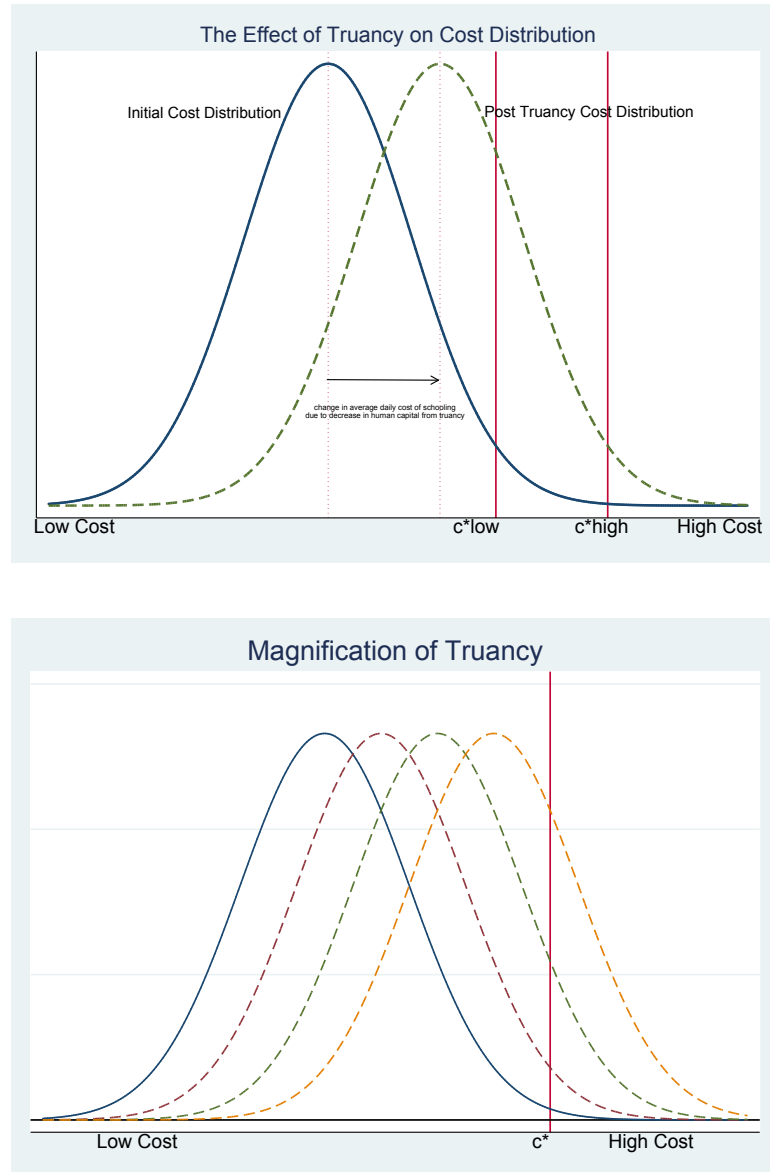 The Effect of Truancy on Cost Distribution
Initial Cost Distribution
Post Truancy Cost Distribution
change in average daily cost of schooling
due to decrease in human capital from truancy
Low Cost
c*low
c*high
High Cost
Magnification of Truancy
Low Cost
c*
High Cost